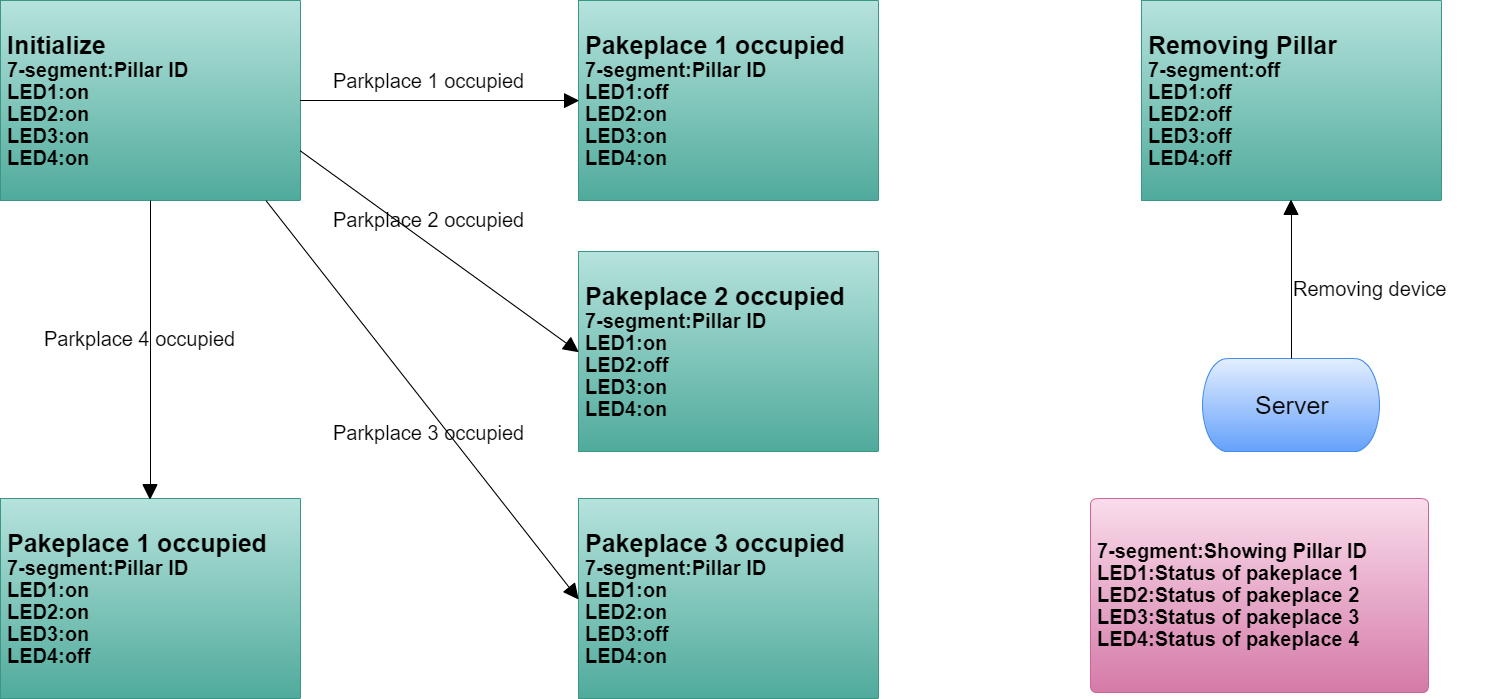 Initialize
7-segment:Pillar ID
LED1:on
LED2:on
LED3:on
LED4:on
Parkplace 1 occupied
Pakeplace 1 occupied
7-segment:Pillar ID
LED1:off
LED2:on
LED3:on
LED4:on
Removing Pillar
7-segment:off
LED1:off
LED2:off
LED3:off
LED4:off
Parkplace 2 occupied
Pakeplace 2 occupied
7-segment:Pillar ID
LED1:on
LED2:off
LED3:on
LED4:on
Removing device
Parkplace 4 occupied
Server
Parkplace 3 occupied
Pakeplace 1 occupied
7-segment:Pillar ID
LED1:on
LED2:on
LED3:on
LED4:off
Pakeplace 3 occupied
7-segment:Pillar ID
LED1:on
LED2:on
LED3:off
LED4:on
7-segment:Showing Pillar ID
LED1:Status of pakeplace 1
LED2:Status of pakeplace 2
LED3:Status of pakeplace 3
LED4:Status of pakeplace 4